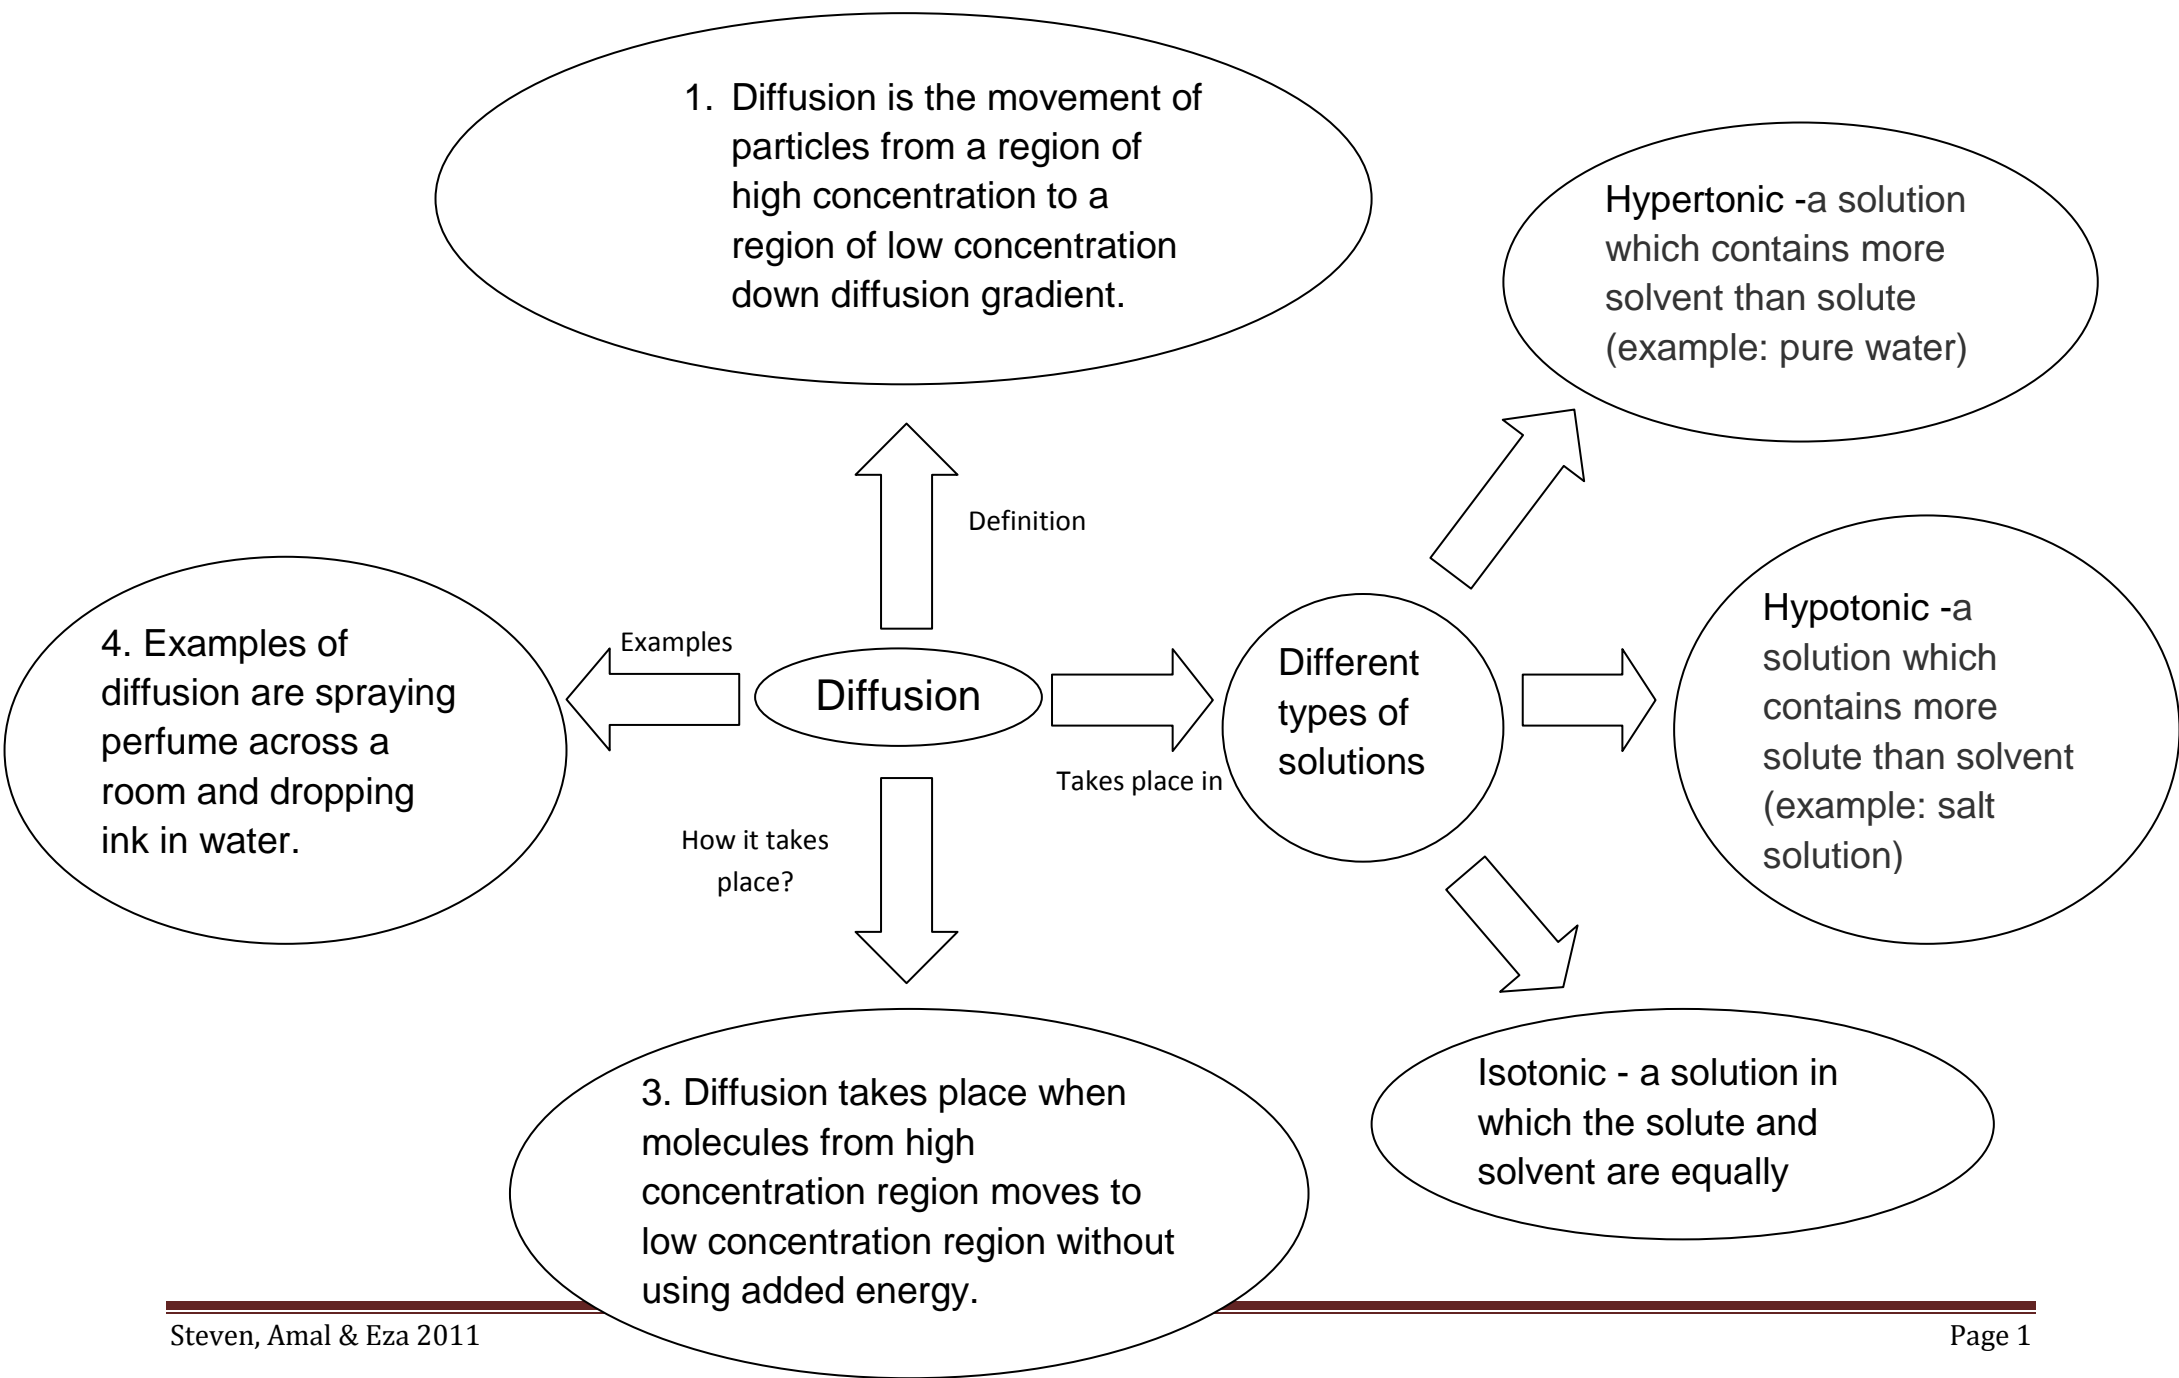 1. Diffusion is the movement of
particles from a region of
high concentration to a
region of low concentration
down diffusion gradient.
Hypertonic -a solution
which contains more
solvent than solute
(example: pure water)
Definition
4. Examples of
diffusion are spraying
perfume across a
room and dropping
ink in water.
Examples
Diffusion
Takes place in
Different
types of
solutions
Hypotonic -a
solution which
contains more
solute than solvent
(example: salt
solution)
How it takes
place?
3. Diffusion takes place when
molecules from high
concentration region moves to
low concentration region without
using added energy.
Isotonic - a solution in
which the solute and
solvent are equally
Steven, Amal & Eza 2011
Page 1